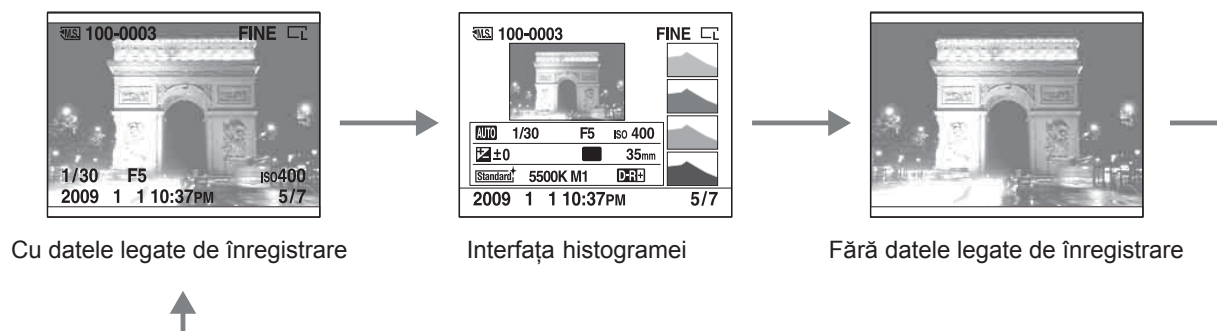 M.S. 100-0003 FINE L
1/30 F5 ISO400
2009 1 1 10:37PM 5/7
Cu datele legate de înregistrare
M.S. 100-0003 FINE L
AUTO 1/30 F5 ISO 400
±0 35mm
Standard+ 5500K M1 D-R+
2009 1 1 10:37PM 5/7
Interfața histogramei
Fără datele legate de înregistrare